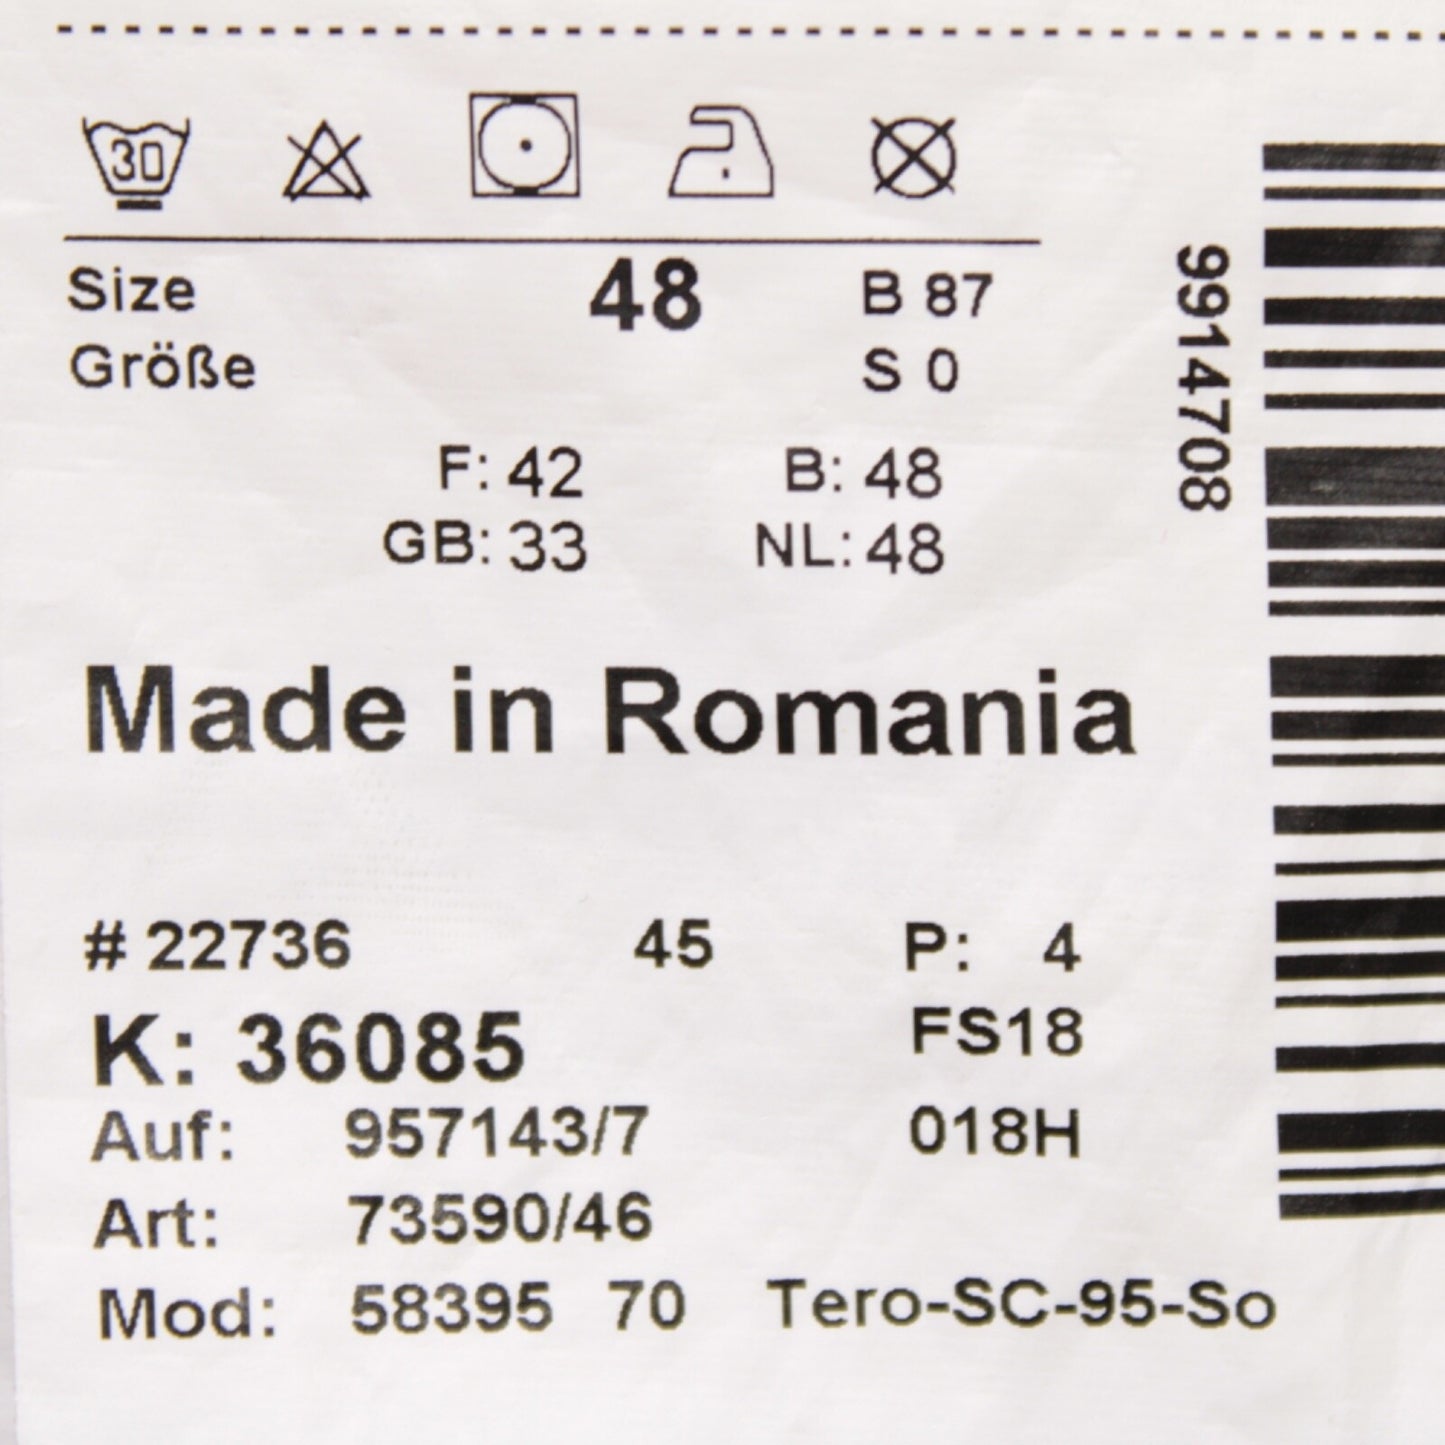 30
Size 48 B 87
Größe S 0
F: 42 B: 48
GB: 33 NL: 48
Made in Romania
# 22736 45 P: 4
K: 36085 FS18
Auf: 957143/7 018H
Art: 73590/46
Mod: 58395 70 Tero-SC-95-So
9914708